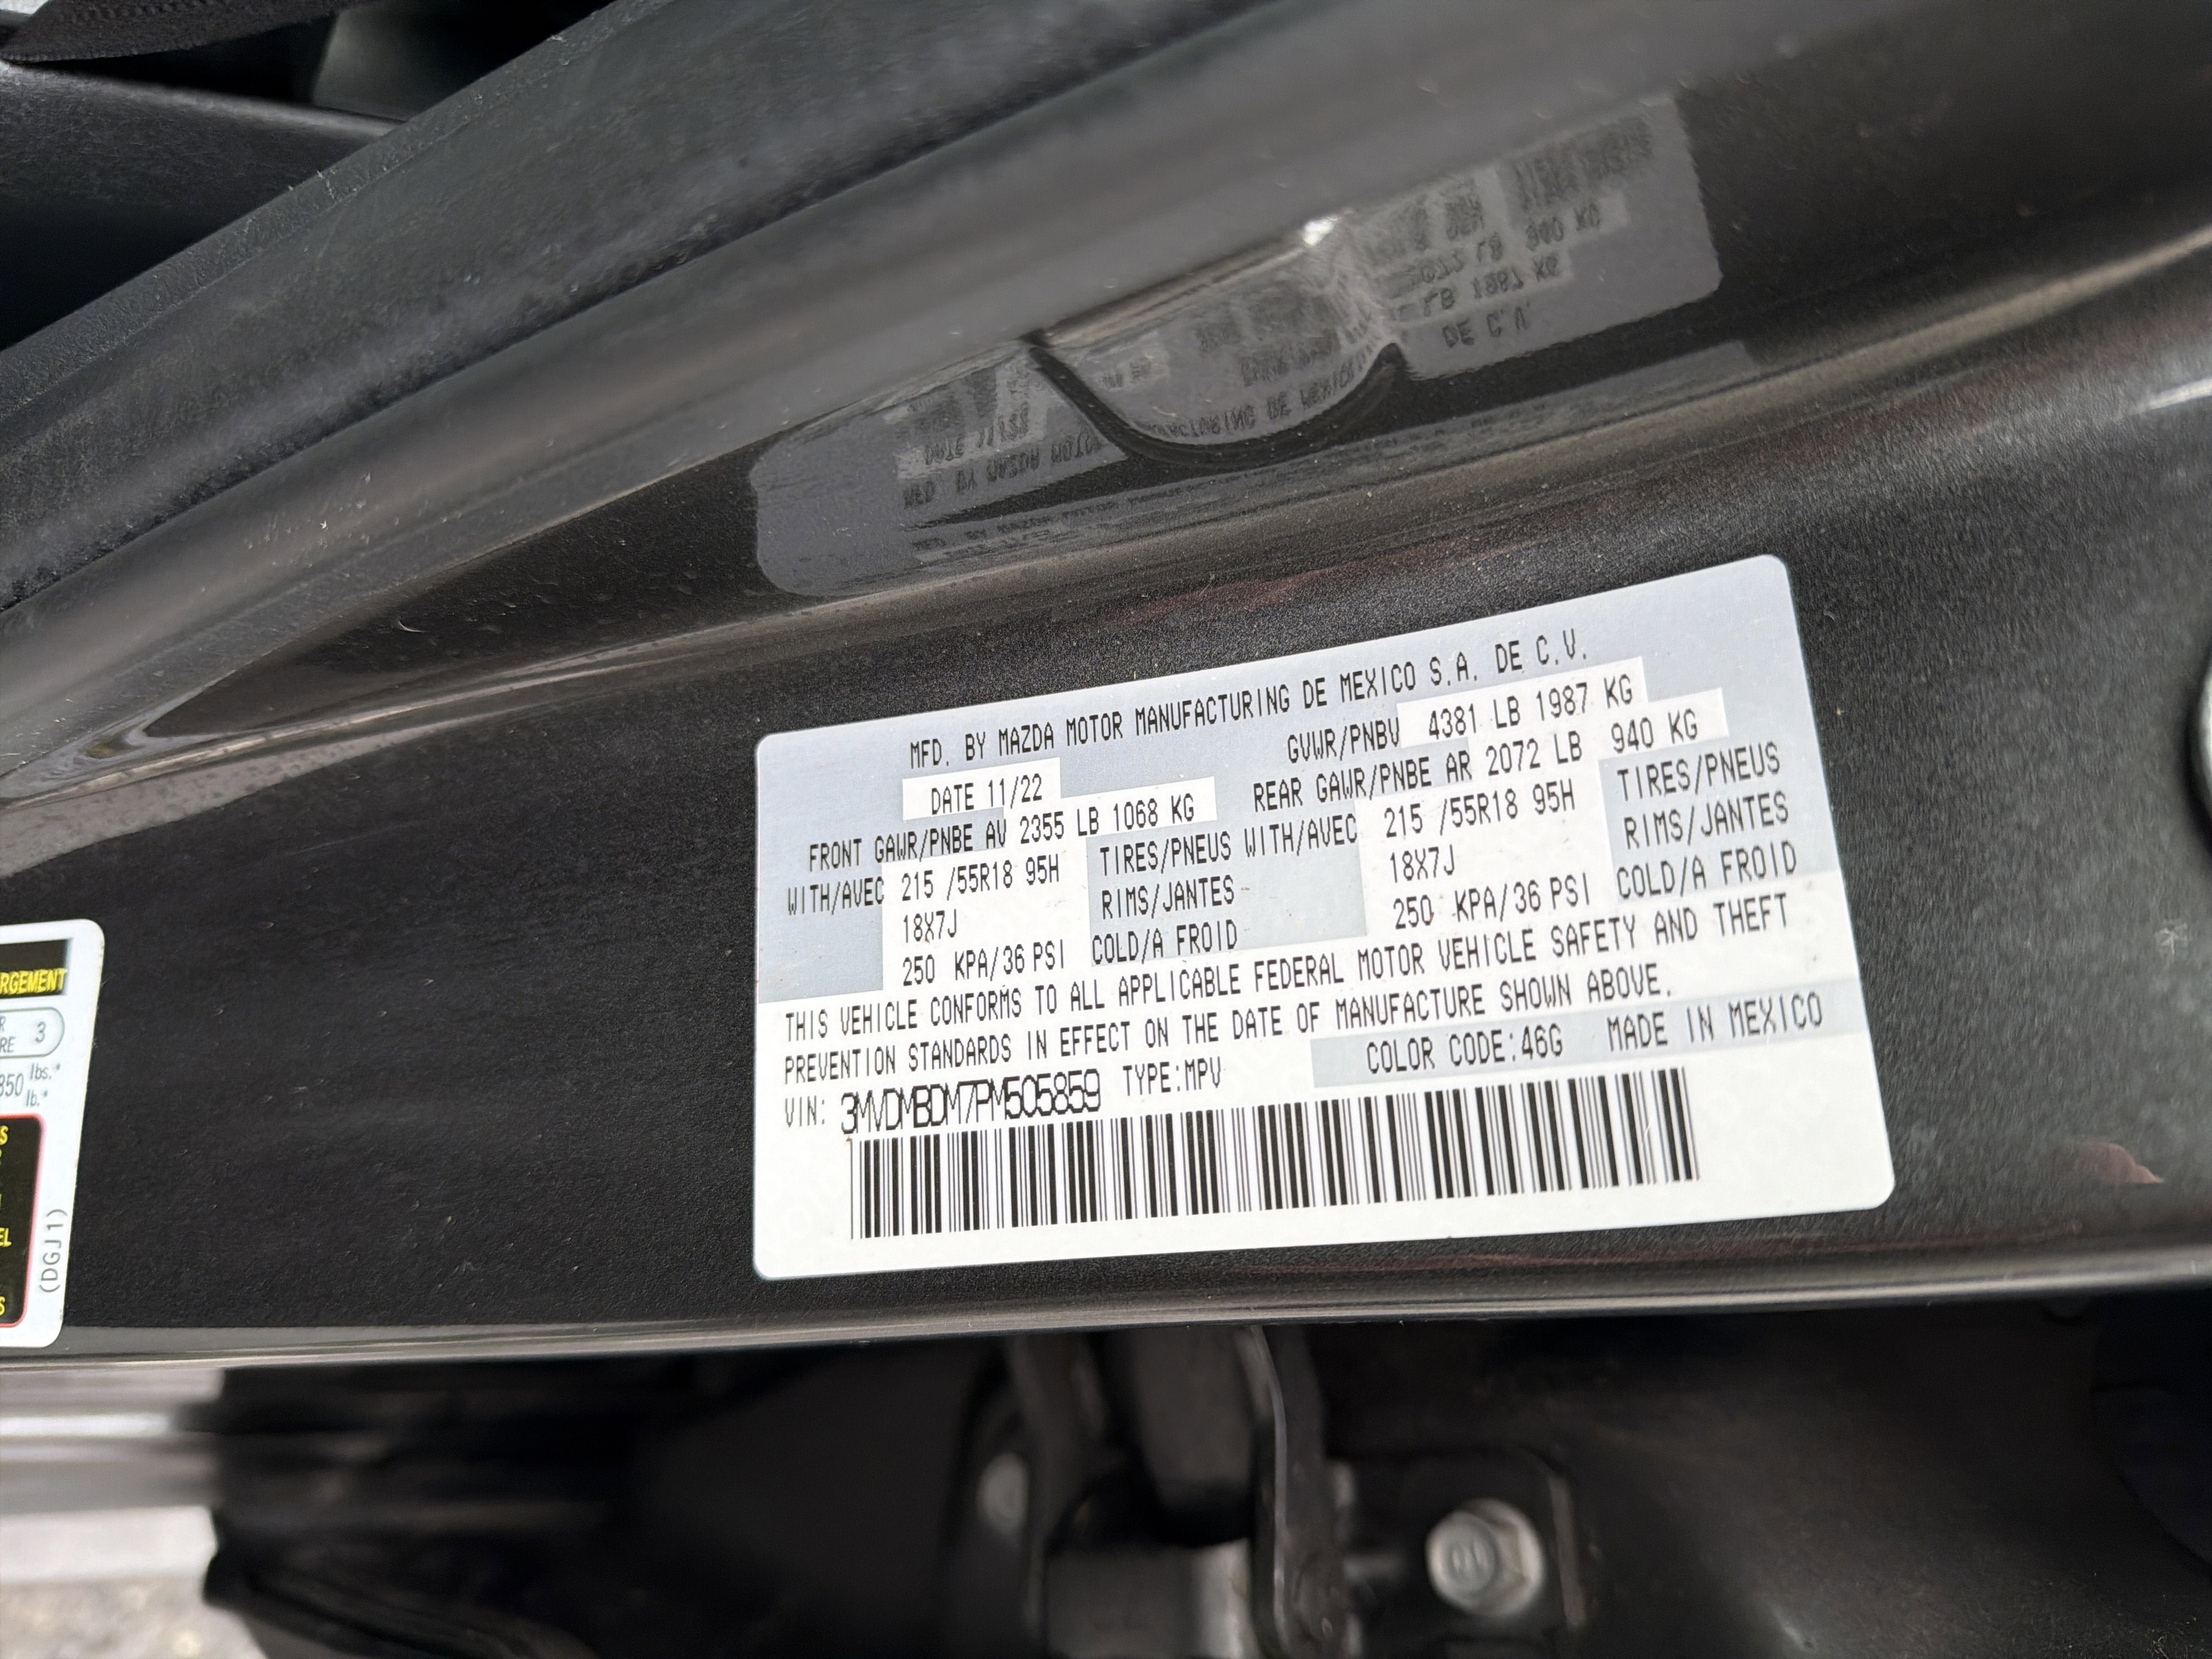 MFD. BY MAZDA MOTOR MANUFACTURING DE MEXICO S.A. DE C.V.
DATE 11/22 GVWR/PNBV 4381 LB 1987 KG
FRONT GAWR/PNBE AV 2355 LB 1068 KG REAR GAWR/PNBE AR 2072 LB 940 KG
WITH/AVEC 215 /55R18 95H TIRES/PNEUS WITH/AVEC 215 /55R18 95H TIRES/PNEUS
18X7J RIMS/JANTES 18X7J RIMS/JANTES
250 KPA/36 PSI COLD/A FROID 250 KPA/36 PSI COLD/A FROID
THIS VEHICLE CONFORMS TO ALL APPLICABLE FEDERAL MOTOR VEHICLE SAFETY AND THEFT
PREVENTION STANDARDS IN EFFECT ON THE DATE OF MANUFACTURE SHOWN ABOVE.
VIN: 3MVDMBDM7PM505859 TYPE:MPV COLOR CODE:46G MADE IN MEXICO
RGEMENT
3
850 lbs.*
lb.*
(DGJ1)